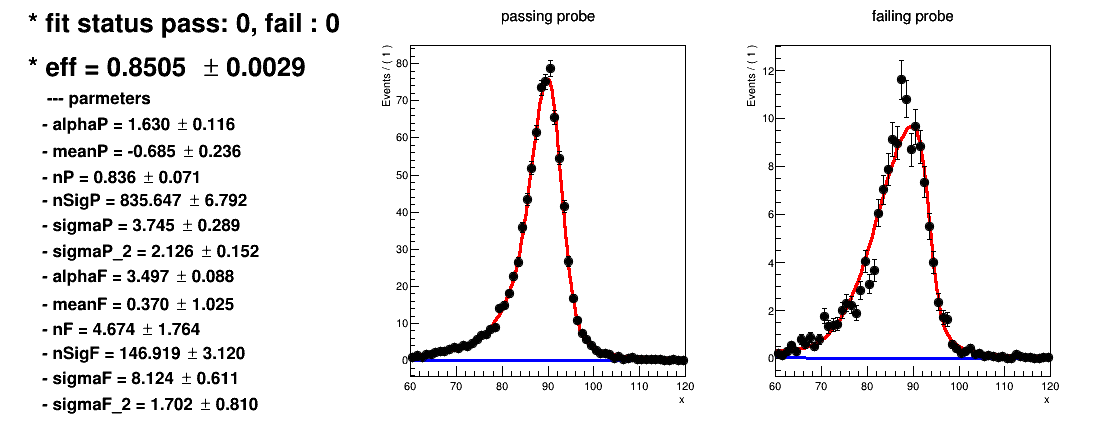 * fit status pass: 0, fail : 0
* eff = 0.8505 ± 0.0029
--- parmeters
- alphaP = 1.630 ± 0.116
- meanP = -0.685 ± 0.236
- nP = 0.836 ± 0.071
- nSigP = 835.647 ± 6.792
- sigmaP = 3.745 ± 0.289
- sigmaP_2 = 2.126 ± 0.152
- alphaF = 3.497 ± 0.088
- meanF = 0.370 ± 1.025
- nF = 4.674 ± 1.764
- nSigF = 146.919 ± 3.120
- sigmaF = 8.124 ± 0.611
- sigmaF_2 = 1.702 ± 0.810
passing probe
Events / ( 1 )
80
70
60
50
40
30
20
10
0
60 70 80 90 100 110 120
x
failing probe
Events / ( 1 )
12
10
8
6
4
2
0
60 70 80 90 100 110 120
x